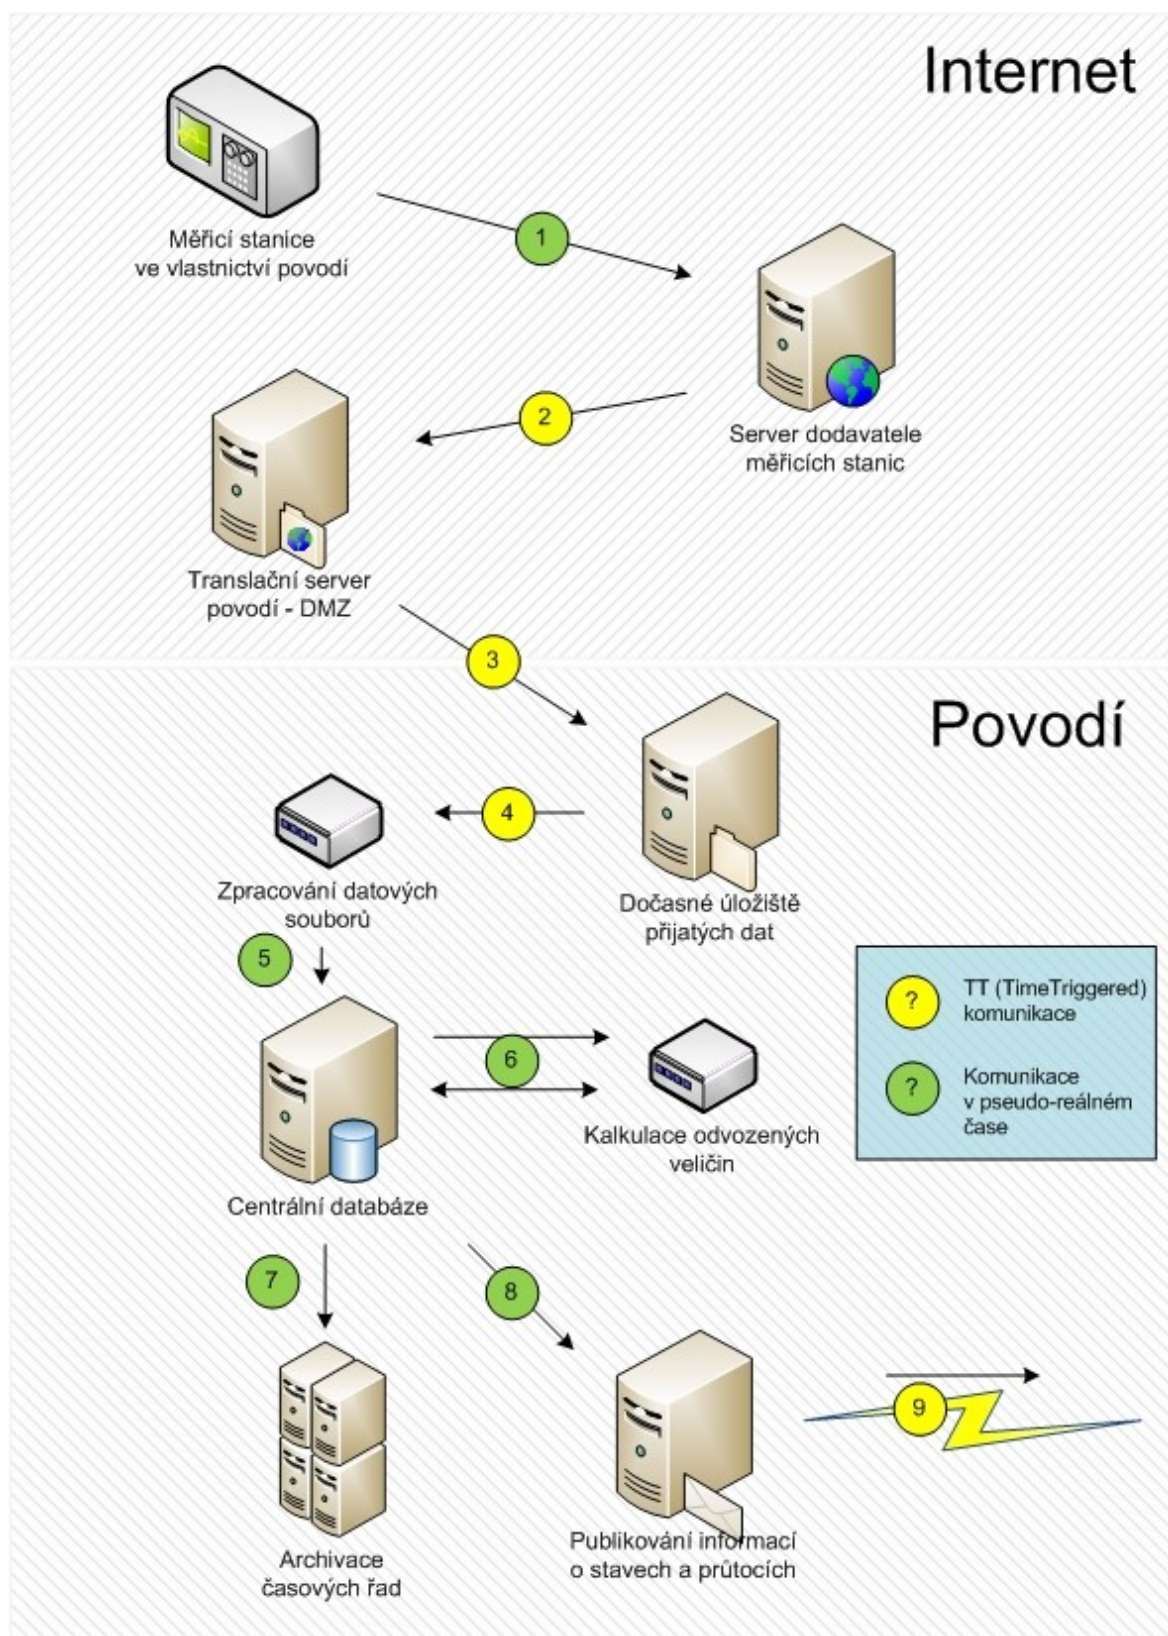 Internet
Měřicí stanice
ve vlastnictví povodí
1
Server dodavatele
měřicích stanic
2
Translační server
povodí - DMZ
3
Povodí
4
Zpracování datových
souborů
Dočasné úložiště
přijatých dat
5
?
TT (TimeTriggered)
komunikace
6
?
Komunikace
v pseudo-reálném
čase
Kalkulace odvozených
veličin
Centrální databáze
7
8
9
Archivace
časových řad
Publikování informací
o stavech a průtocích